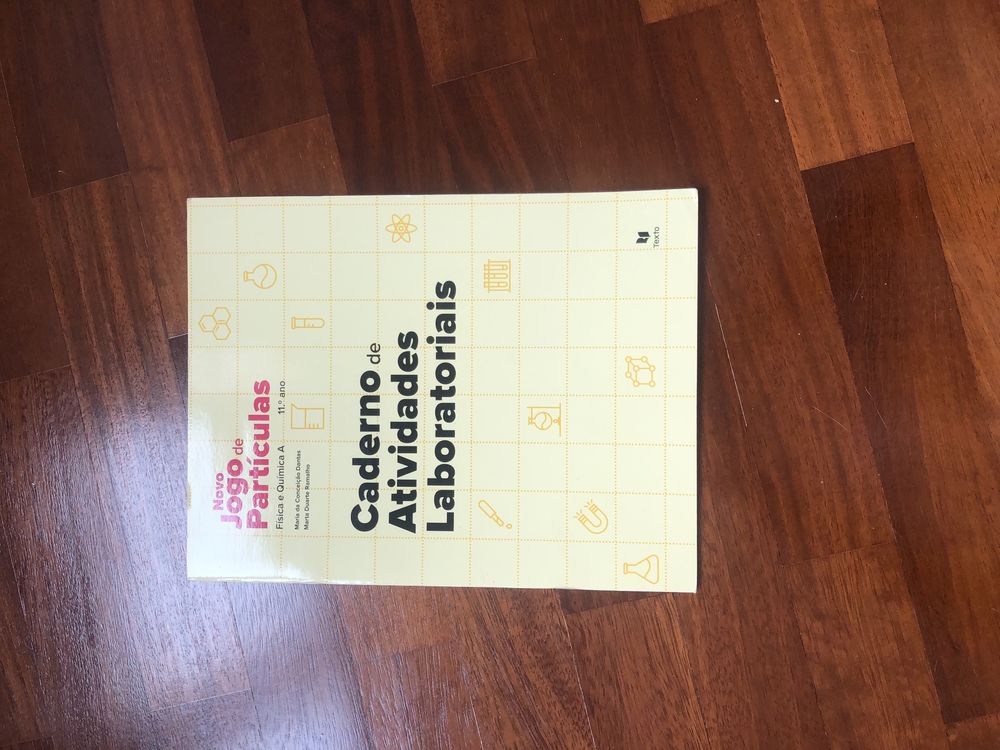 Novo
Jogo de
Partículas
Física e Química A 11.º ano
Maria da Conceição Dantas
Marta Duarte Ramalho
Caderno de
Atividades
Laboratoriais
Texto